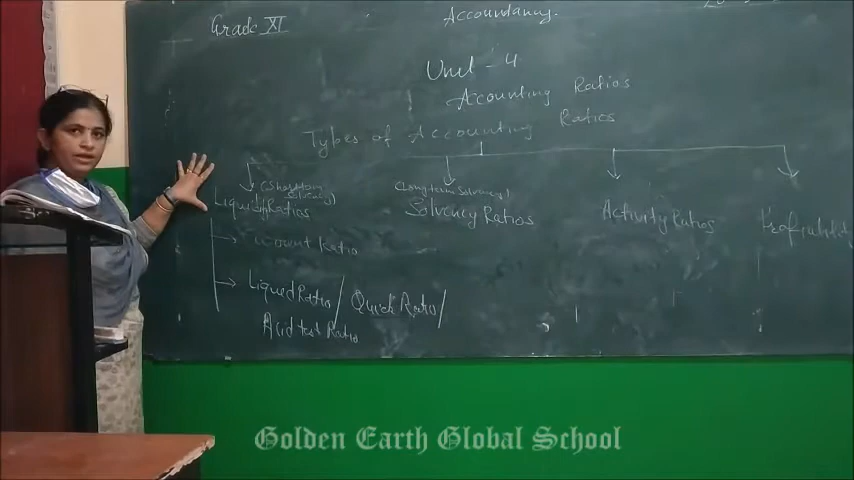 Grade XI
Accountancy.
Unit - 4
Accounting Ratios
Types of Accounting Ratios
(Short term Solvency)
(Long term Solvency)
Liquidity Ratios
Solvency Ratios
Activity Ratios
Profitability
Ratio
Liquid Ratio / Quick Ratio /
Acid test Ratio
Golden Earth Global School